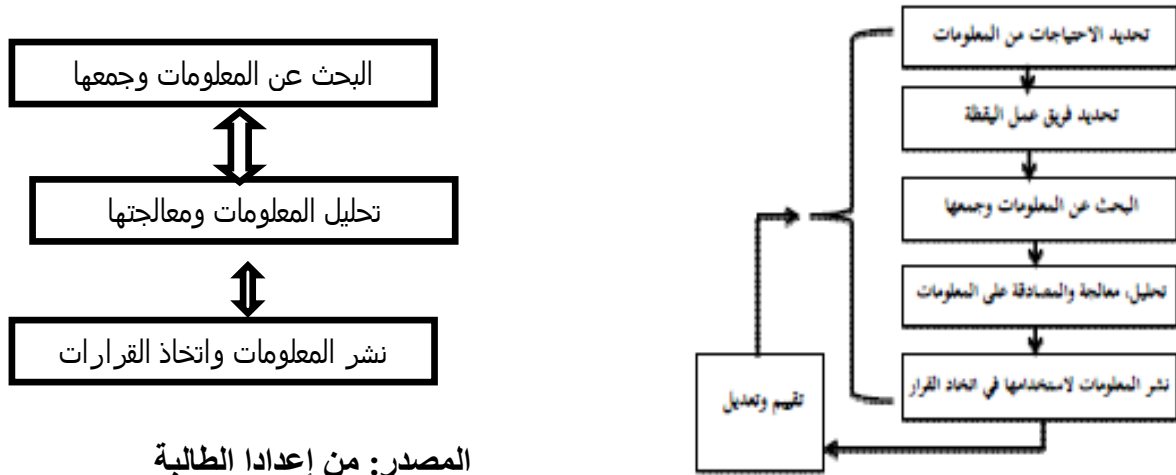 تحديد الاحتياجات من المعلومات
تحديد فريق عمل اليقظة
البحث عن المعلومات وجمعها
تحليل، معالجة والمصادقة على المعلومات
نشر المعلومات لاستخدامها في اتخاد القرار
تقييم وتعديل
البحث عن المعلومات وجمعها
تحليل المعلومات ومعالجتها
نشر المعلومات واتخاذ القرارات
المصدر: من إعدادا الطالبة